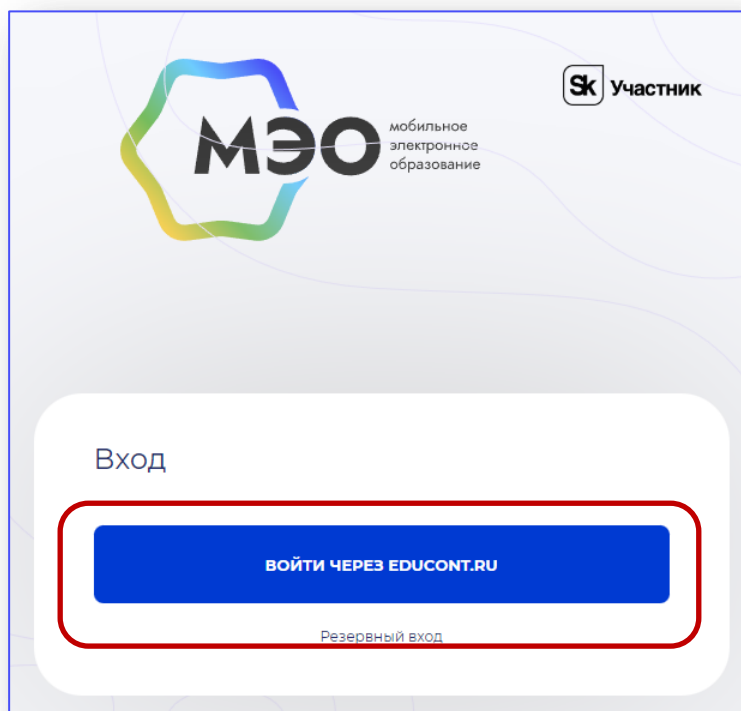 МЭО
мобильное
электронное
образование
Sk Участник
Вход
ВОЙТИ ЧЕРЕЗ EDUCONT.RU
Резервный вход